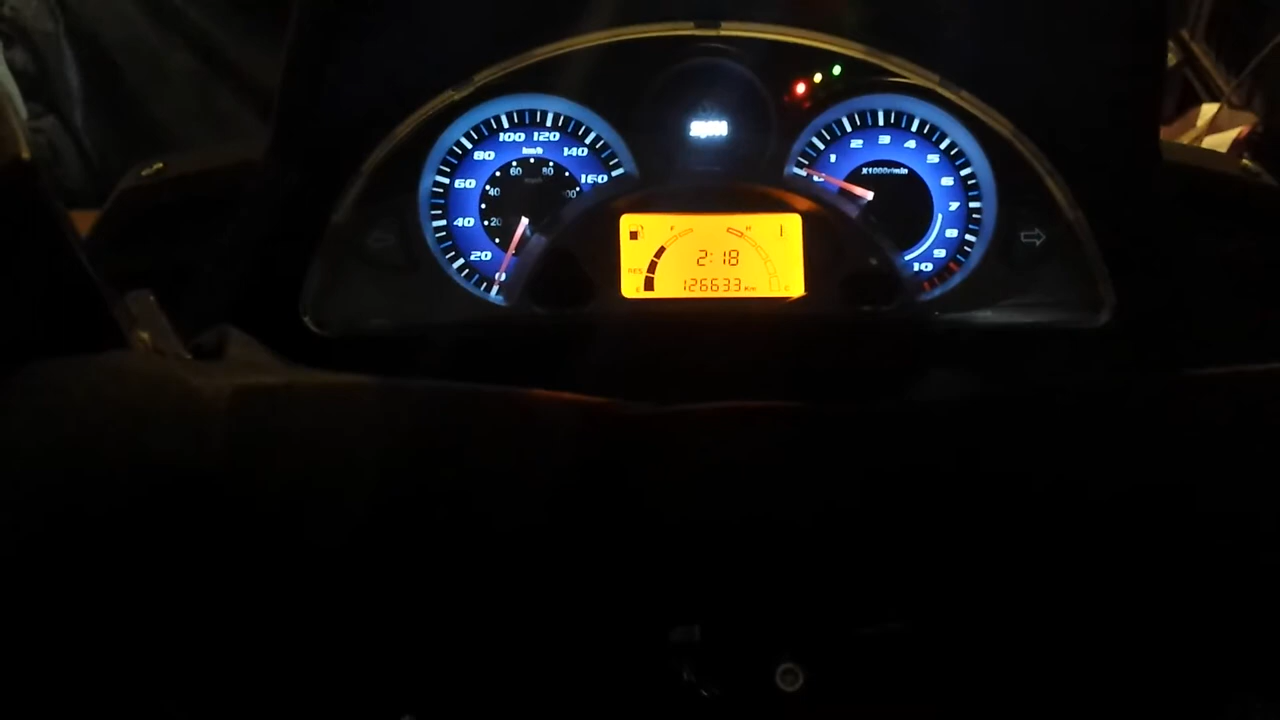 SYM
100 120
80 140
km/h
60 160
60 80
mph
40 100
40
20
20
0
1 2 3 4 5
X1000r/min
0 6
7
8
9
10
F H
2:18
RES
E 126633 Km C